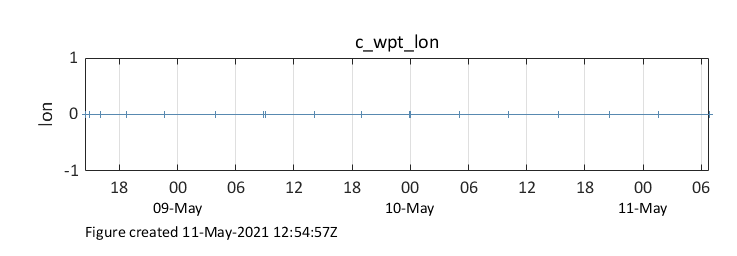 c_wpt_lon
1
0
-1
lon
18 00 06 12 18 00 06 12 18 00 06
09-May 10-May 11-May
Figure created 11-May-2021 12:54:57Z